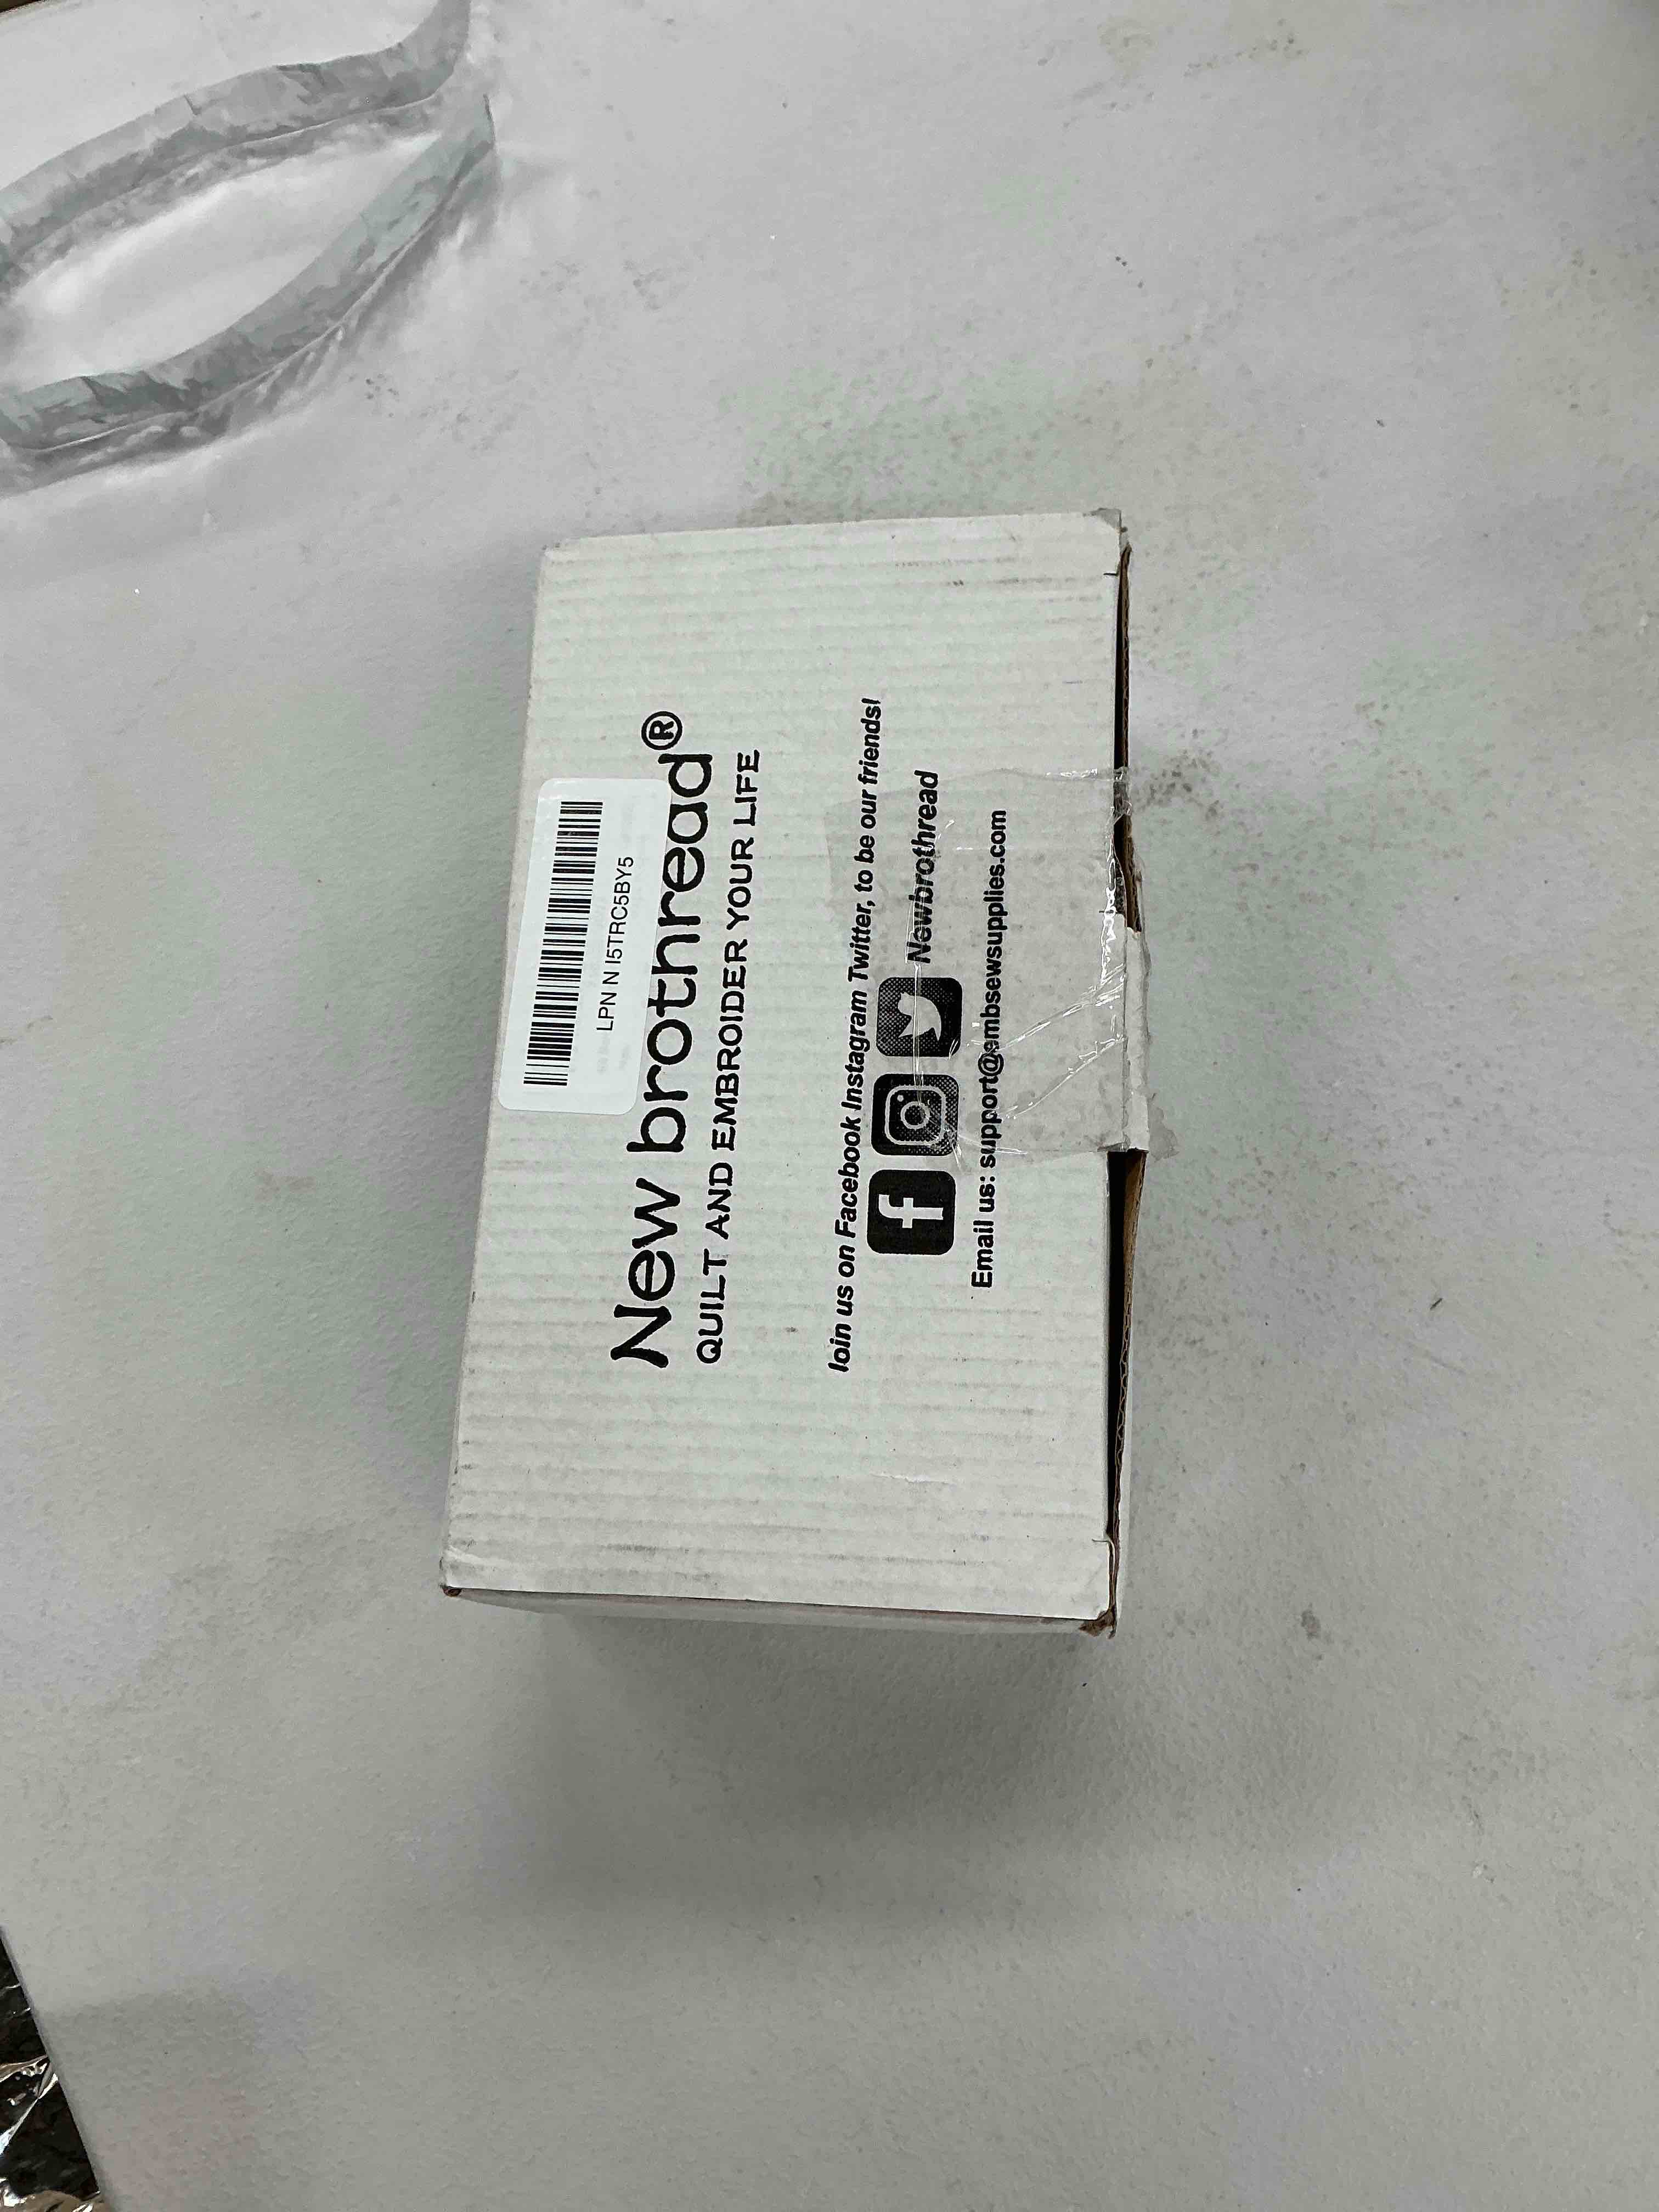 LPN N I5TRC5BY5
New brothread®
QUILT AND EMBROIDER YOUR LIFE
Join us on Facebook Instagram Twitter, to be our friends!
Newbrothread
Email us: support@embsewsupplies.com